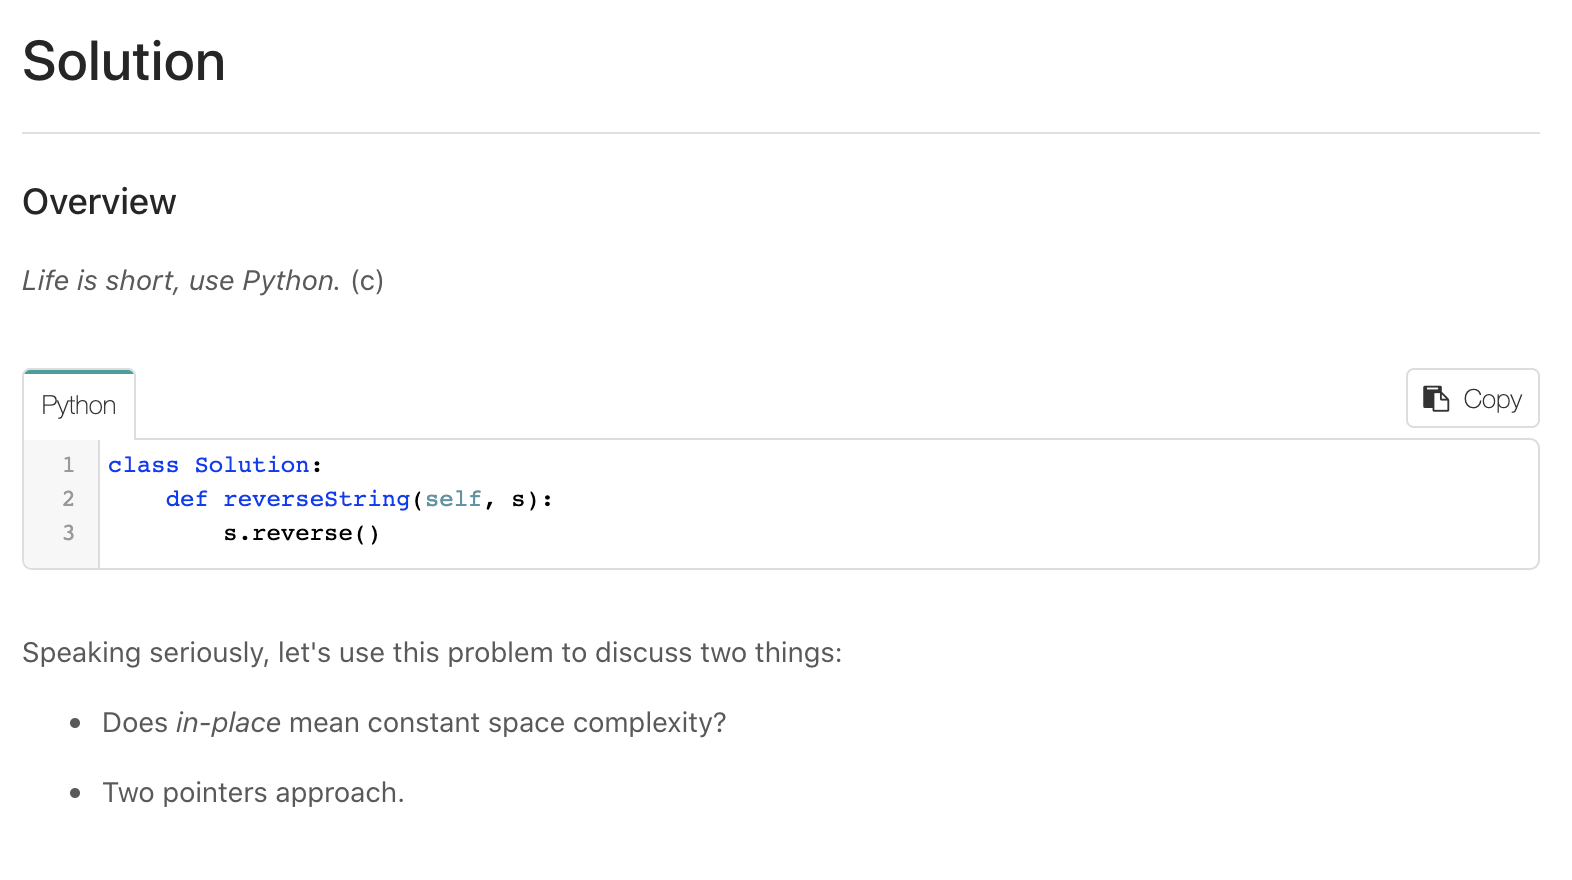 Solution
Overview
Life is short, use Python. (c)
Python
Copy
1 class Solution:
2     def reverseString(self, s):
3         s.reverse()
Speaking seriously, let's use this problem to discuss two things:
• Does in-place mean constant space complexity?
• Two pointers approach.